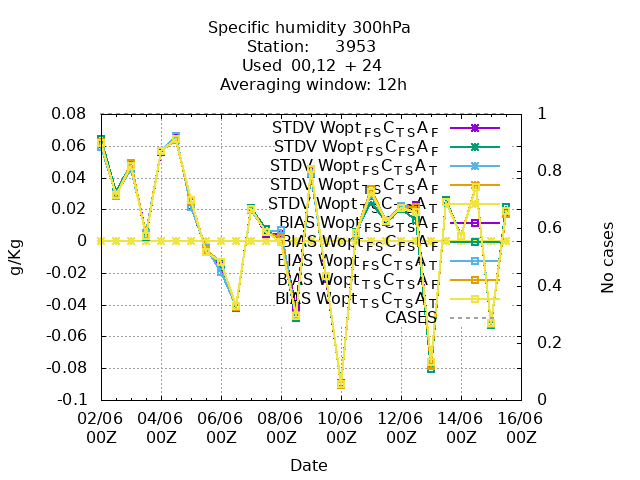 Specific humidity 300hPa
Station: 3953
Used 00,12 + 24
Averaging window: 12h
0.08
0.06
0.04
0.02
0
-0.02
-0.04
-0.06
-0.08
-0.1
g/Kg
1
0.8
0.6
0.4
0.2
0
No cases
STDV Wopt FS C TS A F
STDV Wopt FS C FS A F
STDV Wopt FS C TS A T
STDV Wopt TS C TS A F
STDV Wopt TS C TS A T
BIAS Wopt FS C TS A F
BIAS Wopt FS C FS A F
BIAS Wopt FS C TS A T
BIAS Wopt TS C TS A F
BIAS Wopt TS C TS A T
CASES
02/06 04/06 06/06 08/06 10/06 12/06 14/06 16/06
00Z 00Z 00Z 00Z 00Z 00Z 00Z 00Z
Date